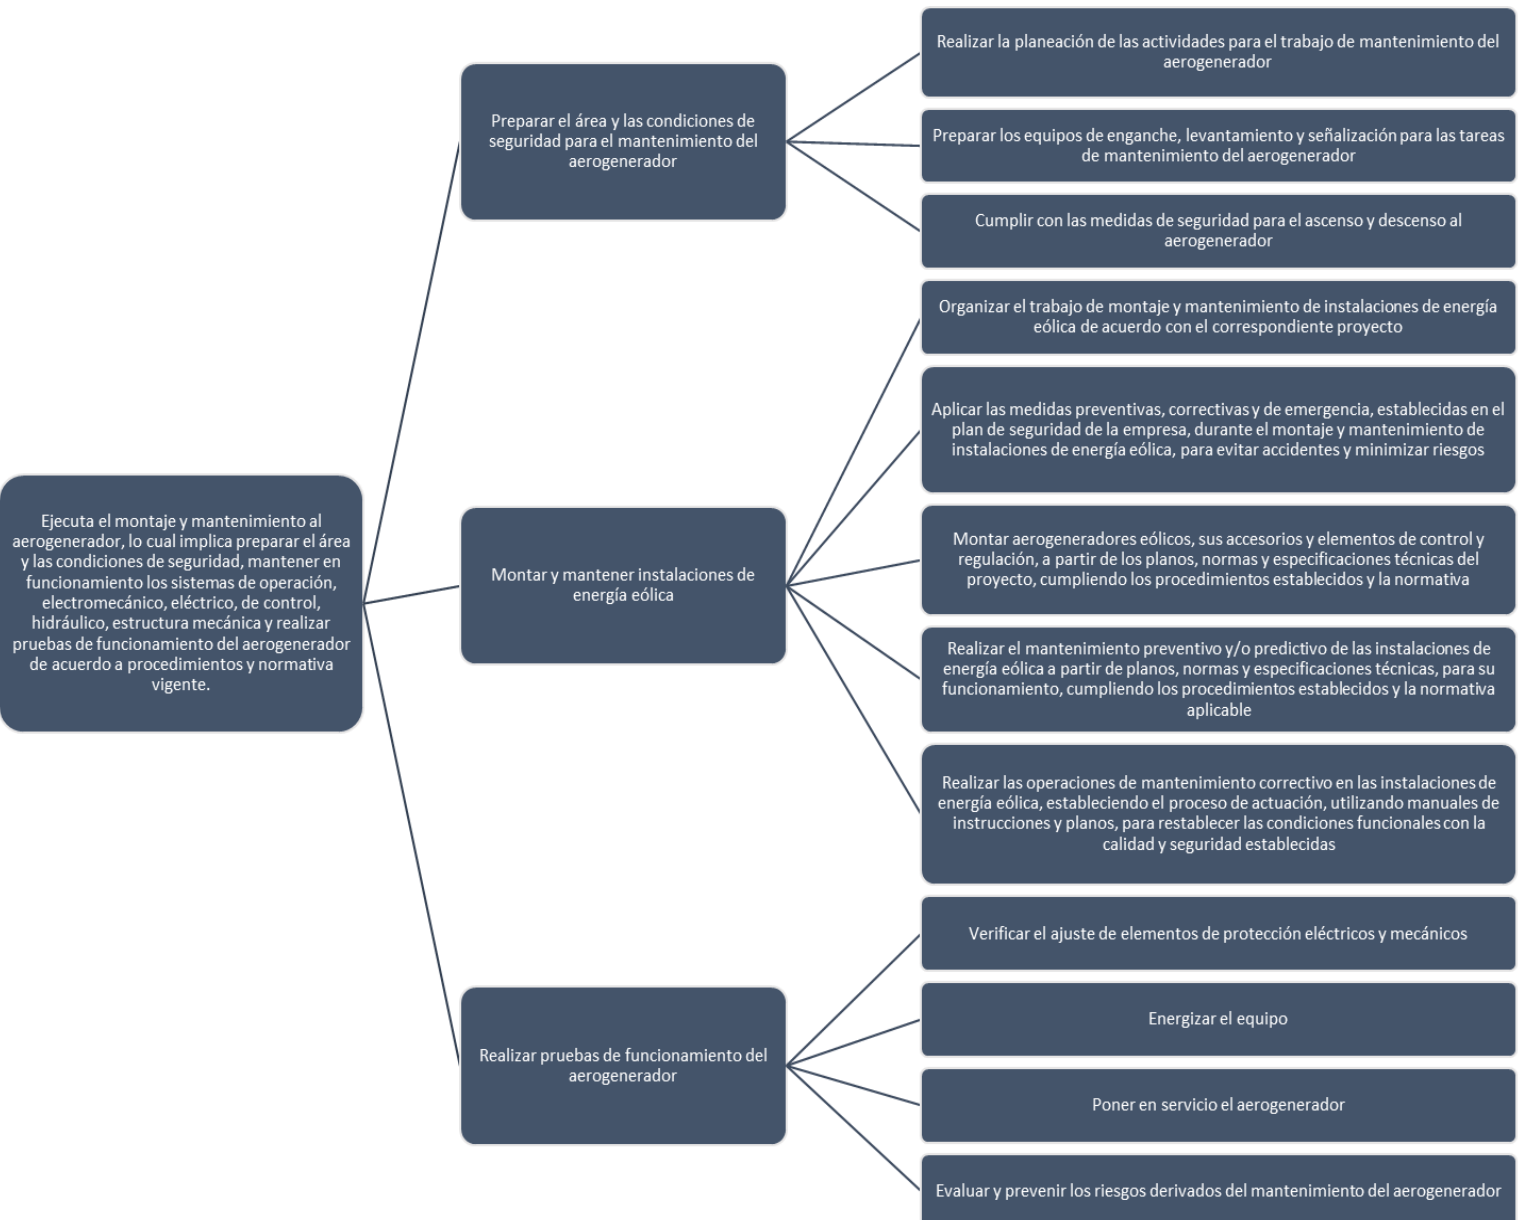 Ejecuta el montaje y mantenimiento al
aerogenerador, lo cual implica preparar el área
y las condiciones de seguridad, mantener en
funcionamiento los sistemas de operación,
electromecánico, eléctrico, de control,
hidráulico, estructura mecánica y realizar
pruebas de funcionamiento del aerogenerador
de acuerdo a procedimientos y normativa
vigente.
Preparar el área y las condiciones de
seguridad para el mantenimiento del
aerogenerador
Realizar la planeación de las actividades para el trabajo de mantenimiento del
aerogenerador
Preparar los equipos de enganche, levantamiento y señalización para las tareas
de mantenimiento del aerogenerador
Cumplir con las medidas de seguridad para el ascenso y descenso al
aerogenerador
Montar y mantener instalaciones de
energía eólica
Organizar el trabajo de montaje y mantenimiento de instalaciones de energía
eólica de acuerdo con el correspondiente proyecto
Aplicar las medidas preventivas, correctivas y de emergencia, establecidas en el
plan de seguridad de la empresa, durante el montaje y mantenimiento de
instalaciones de energía eólica, para evitar accidentes y minimizar riesgos
Montar aerogeneradores eólicos, sus accesorios y elementos de control y
regulación, a partir de los planos, normas y especificaciones técnicas del
proyecto, cumpliendo los procedimientos establecidos y la normativa
Realizar el mantenimiento preventivo y/o predictivo de las instalaciones de
energía eólica a partir de planos, normas y especificaciones técnicas, para su
funcionamiento, cumpliendo los procedimientos establecidos y la normativa
aplicable
Realizar las operaciones de mantenimiento correctivo en las instalaciones de
energía eólica, estableciendo el proceso de actuación, utilizando manuales de
instrucciones y planos, para restablecer las condiciones funcionales con la
calidad y seguridad establecidas
Realizar pruebas de funcionamiento del
aerogenerador
Verificar el ajuste de elementos de protección eléctricos y mecánicos
Energizar el equipo
Poner en servicio el aerogenerador
Evaluar y prevenir los riesgos derivados del mantenimiento del aerogenerador